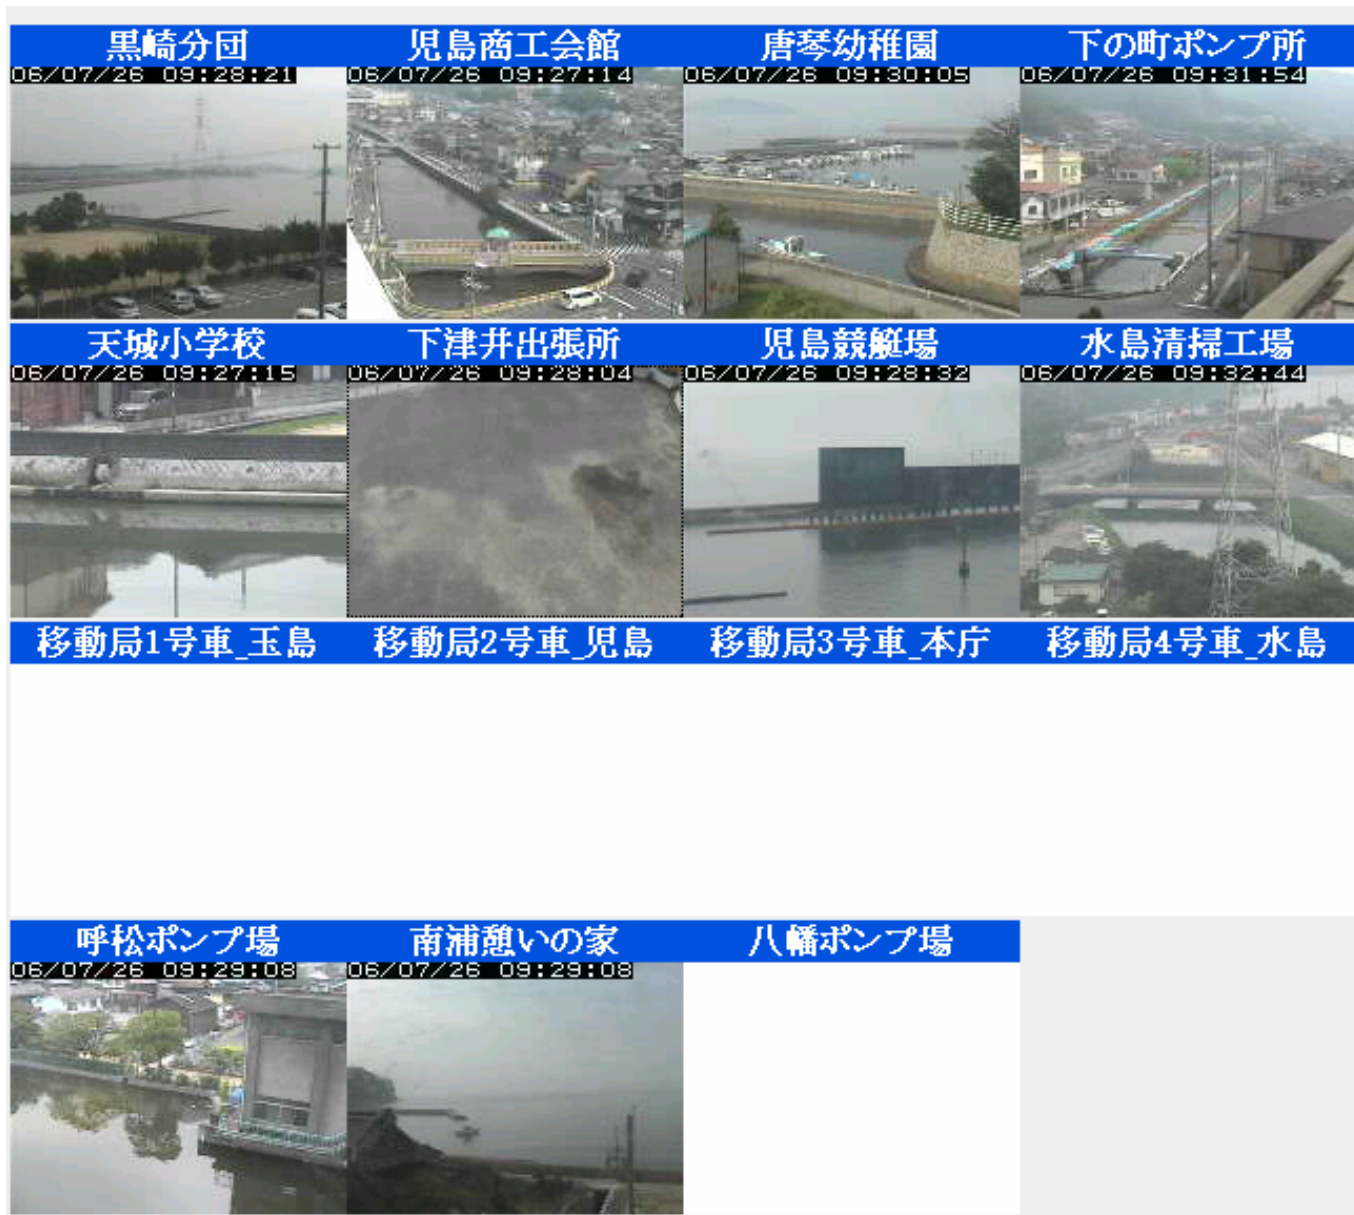 黒崎分団 児島商工会館 唐琴幼稚園 下の町ポンプ所
06/07/26 09:28:21 06/07/26 09:27:14 06/07/26 09:30:05 06/07/26 09:31:54
天城小学校 下津井出張所 児島競艇場 水島清掃工場
06/07/26 09:27:15 06/07/26 09:28:04 06/07/26 09:28:32 06/07/26 09:32:44
移動局1号車_玉島 移動局2号車_児島 移動局3号車_本庁 移動局4号車_水島
呼松ポンプ場 南浦憩いの家 八幡ポンプ場
06/07/26 09:29:08 06/07/26 09:29:08